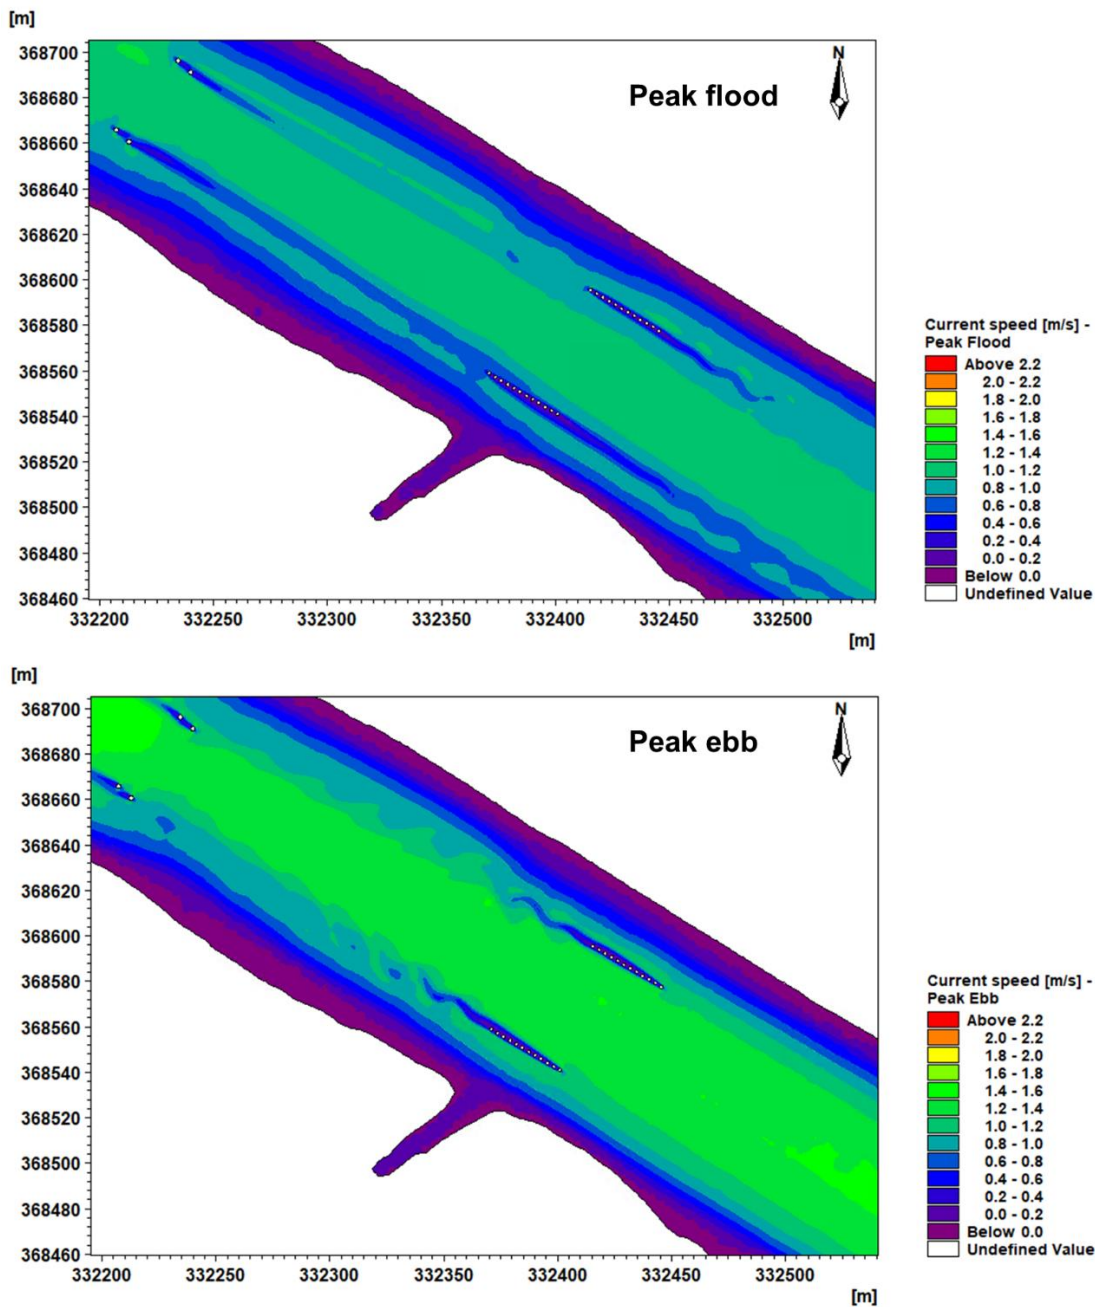 [m]
368700
368680
368660
368640
368620
368600
368580
368560
368540
368520
368500
368480
368460
332200 332250 332300 332350 332400 332450 332500
[m]
Peak flood
N
Current speed [m/s] -
Peak Flood
Above 2.2
2.0 - 2.2
1.8 - 2.0
1.6 - 1.8
1.4 - 1.6
1.2 - 1.4
1.0 - 1.2
0.8 - 1.0
0.6 - 0.8
0.4 - 0.6
0.2 - 0.4
0.0 - 0.2
Below 0.0
Undefined Value
[m]
368700
368680
368660
368640
368620
368600
368580
368560
368540
368520
368500
368480
368460
332200 332250 332300 332350 332400 332450 332500
[m]
Peak ebb
N
Current speed [m/s] -
Peak Ebb
Above 2.2
2.0 - 2.2
1.8 - 2.0
1.6 - 1.8
1.4 - 1.6
1.2 - 1.4
1.0 - 1.2
0.8 - 1.0
0.6 - 0.8
0.4 - 0.6
0.2 - 0.4
0.0 - 0.2
Below 0.0
Undefined Value